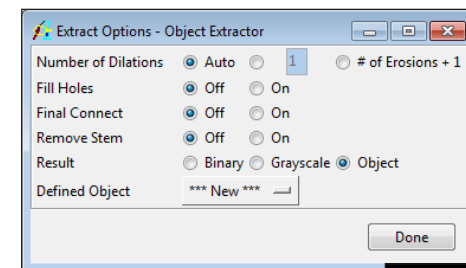 Extract Options - Object Extractor
Number of Dilations Auto 1 # of Erosions + 1
Fill Holes Off On
Final Connect Off On
Remove Stem Off On
Result Binary Grayscale Object
Defined Object *** New ***
Done